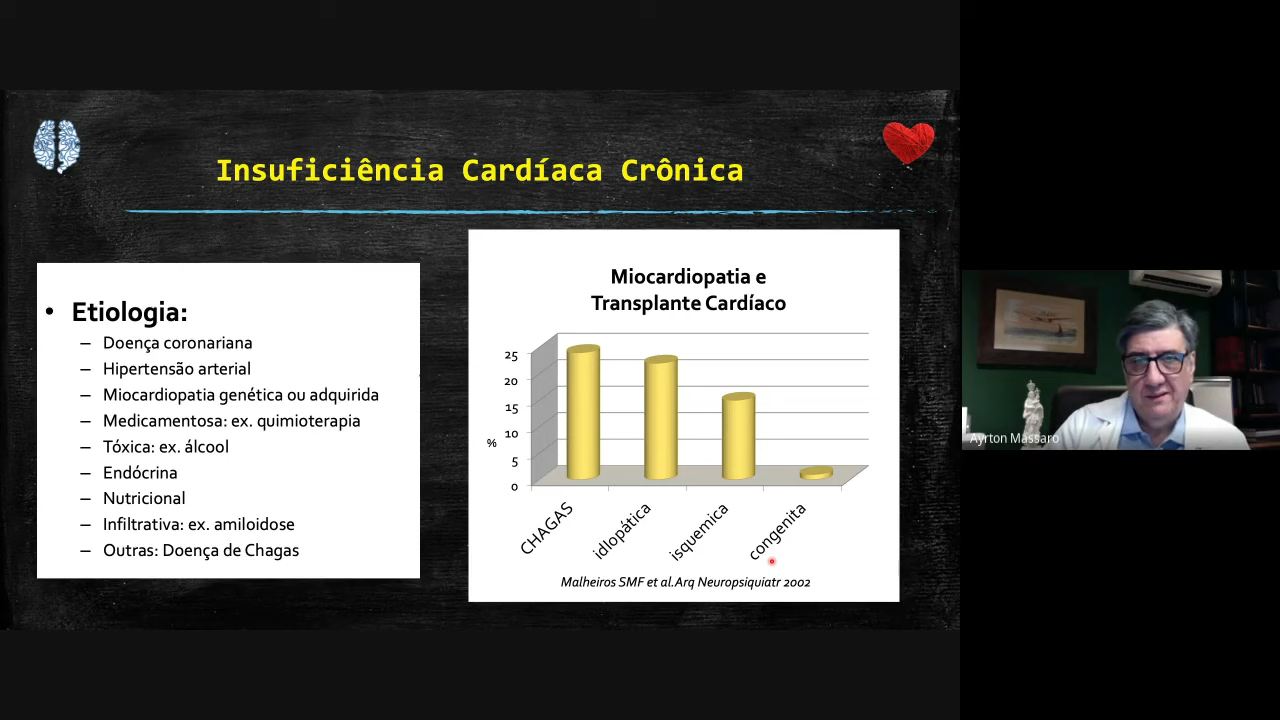 Insuficiência Cardíaca Crônica
• Etiologia:
– Doença coronariana
– Hipertensão arterial
– Miocardiopatia genética ou adquirida
– Medicamentosa: ex. quimioterapia
– Tóxica: ex. álcool
– Endócrina
– Nutricional
– Infiltrativa: ex. amiloidose
– Outras: Doença de Chagas
Miocardiopatia e
Transplante Cardíaco
25
20
15
10
%
5
0
CHAGAS
idIopática
isquemica
congenita
Malheiros SMF et al.Arq Neuropsiquiatr 2002
Ayrton Massaro